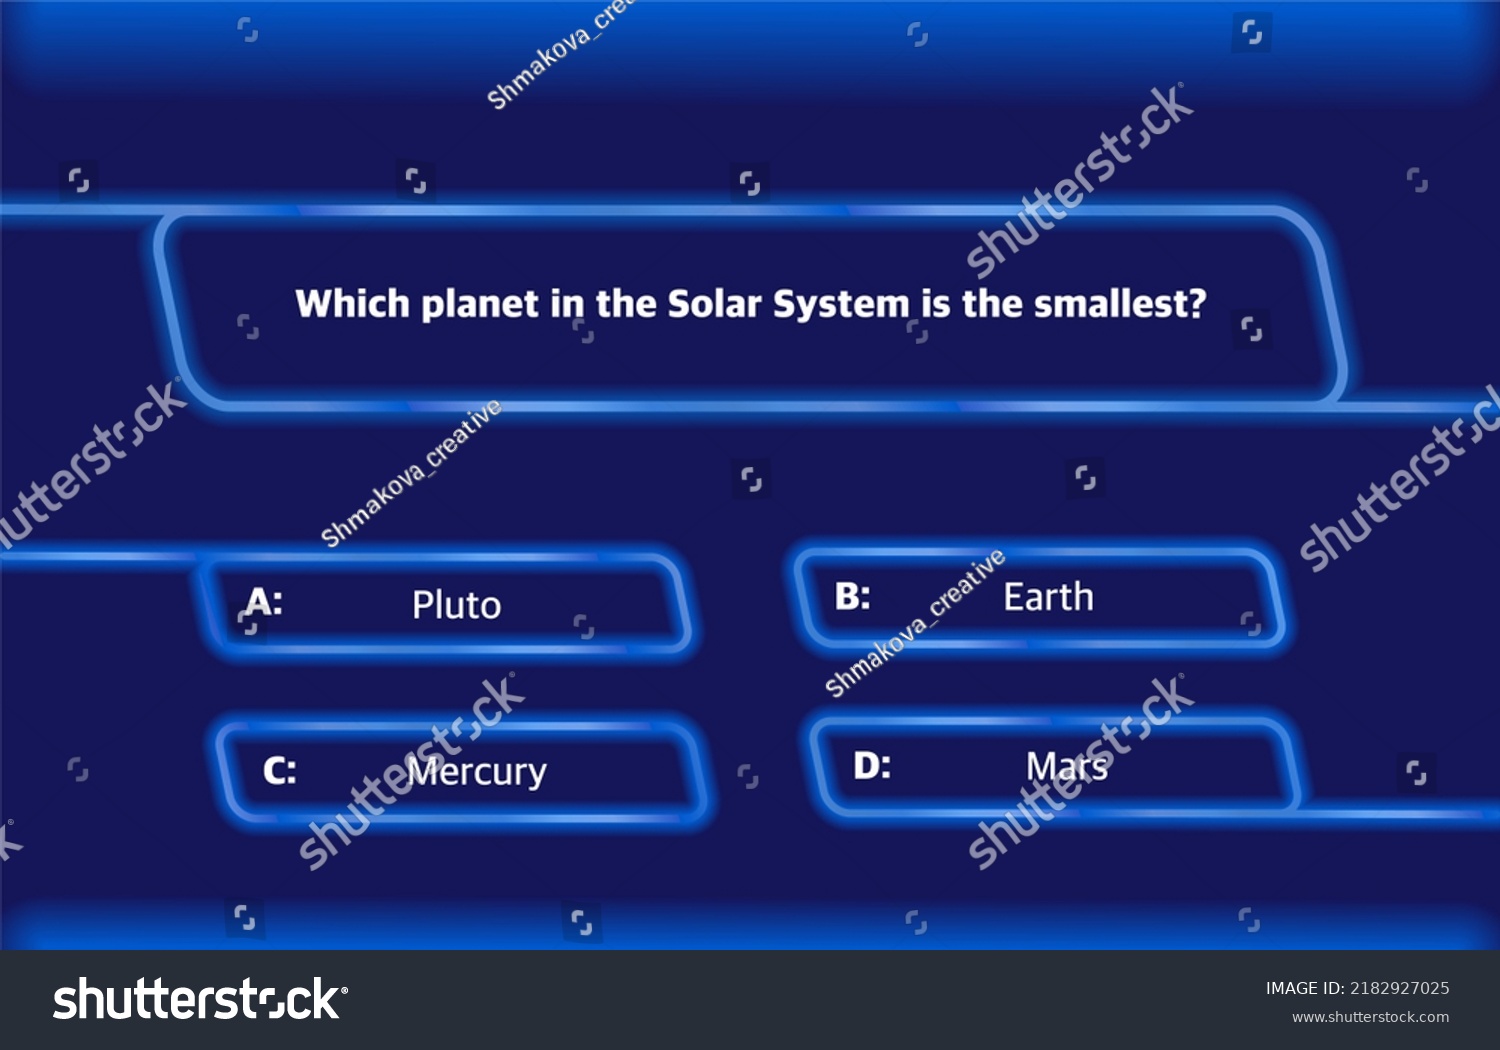 Shmakova_crea
shutterstock
Which planet in the Solar System is the smallest?
shutterstock
Shmakova_creative
shutterstock
A: Pluto
B: Earth
Shmakova_creative
C: Mercury
D: Mars
shutterstock
shutterstock
shutterstock
IMAGE ID: 2182927025
www.shutterstock.com